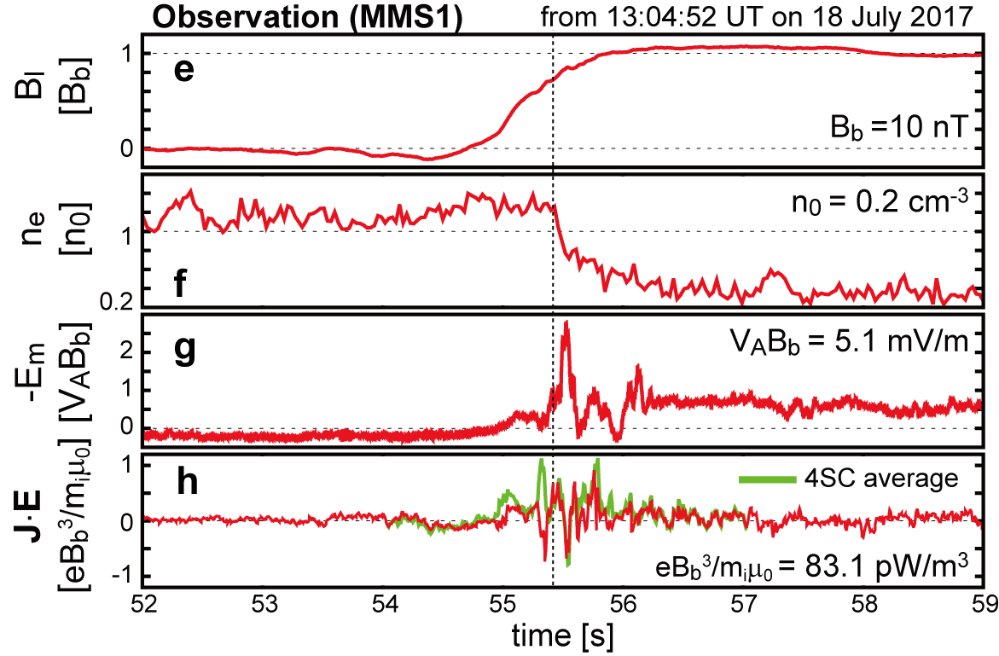 Observation (MMS1) from 13:04:52 UT on 18 July 2017
e
B_l [B_b]
1
0
B_b =10 nT
f
n_e [n_0]
1
0.2
n_0 = 0.2 cm^-3
g
-E_m [V_AB_b]
2
1
0
V_AB_b = 5.1 mV/m
h
J·E [eB_b^3/m_iμ_0]
1
0
-1
4SC average
eB_b^3/m_iμ_0 = 83.1 pW/m^3
52 53 54 55 56 57 58 59
time [s]